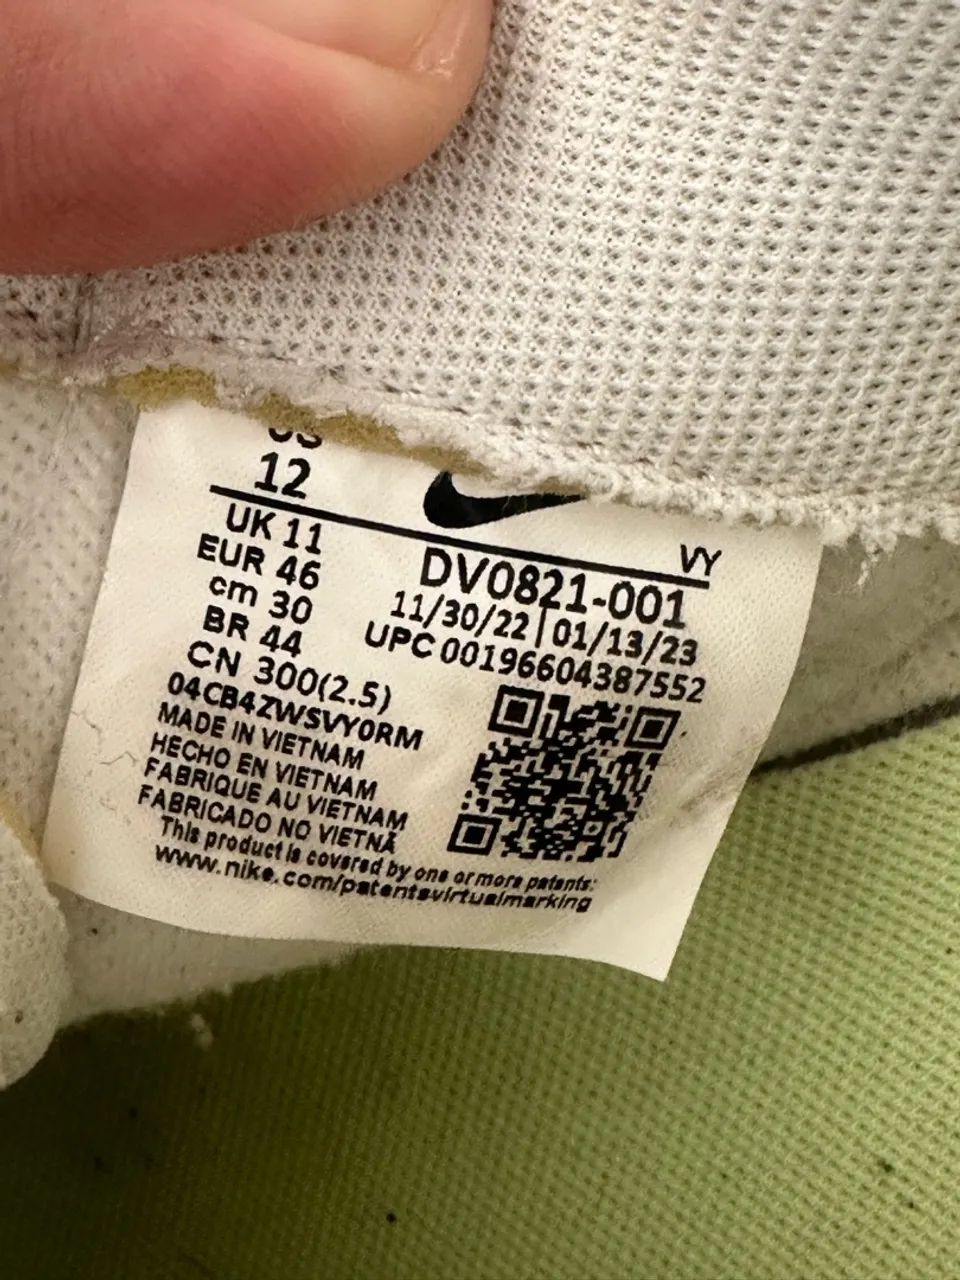 US
12
UK 11
EUR 46
cm 30
BR 44
CN 300(2.5)
VY
DV0821-001
11/30/22 | 01/13/23
UPC 00196604387552
04CB4ZWSVY0RM
MADE IN VIETNAM
HECHO EN VIETNAM
FABRIQUE AU VIETNAM
FABRICADO NO VIETNÃ
This product is covered by one or more patents:
www.nike.com/patentsvirtualmarking